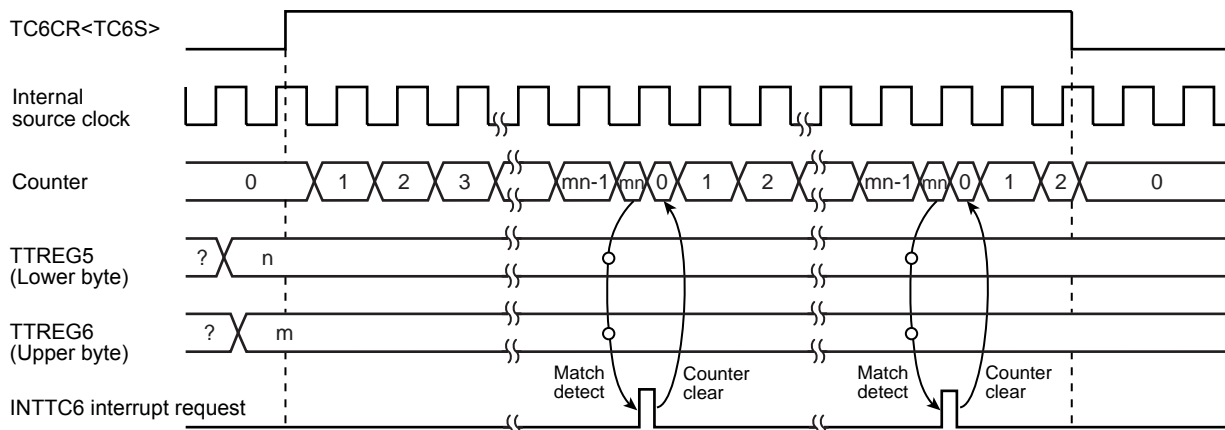 TC6CR<TC6S>
Internal
source clock
Counter
0 1 2 3 mn-1 mn 0 1 2 mn-1 mn 0 1 2 0
TTREG5
(Lower byte)
? n
TTREG6
(Upper byte)
? m
Match
detect
Counter
clear
Match
detect
Counter
clear
INTTC6 interrupt request